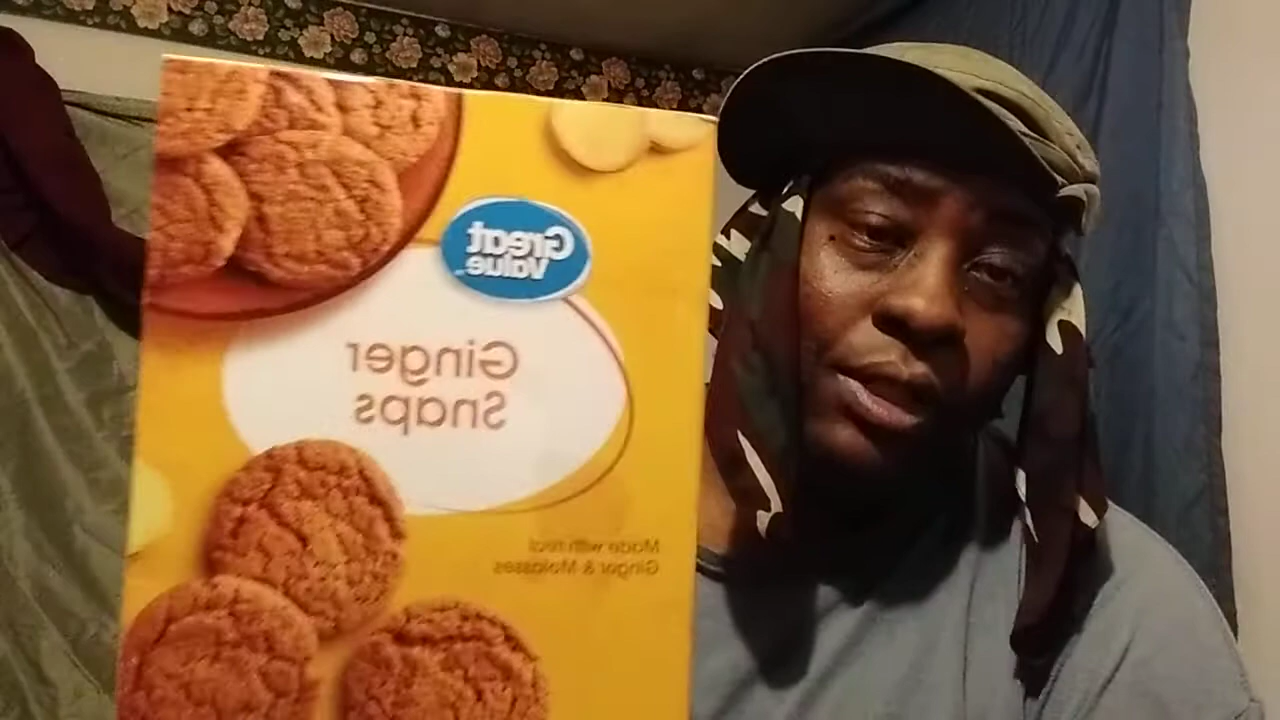 Great
Value
Ginger
Snaps
Made with real
Ginger & Molasses